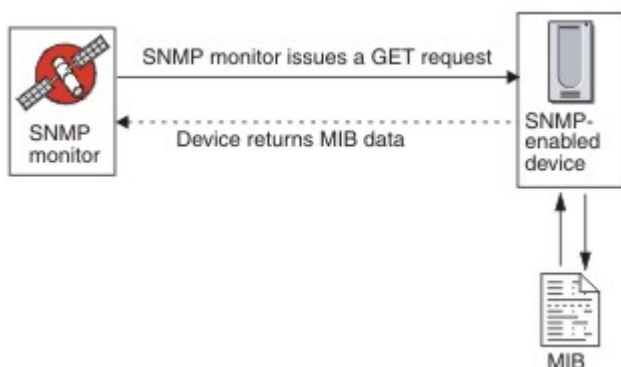 SNMP monitor issues a GET request
SNMP
monitor
Device returns MIB data
SNMP-
enabled
device
MIB